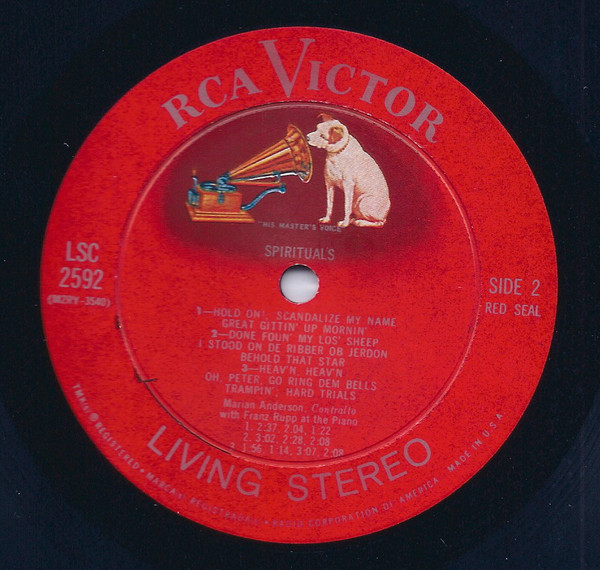 RCA VICTOR
"HIS MASTER'S VOICE"
SPIRITUALS
LSC
2592
(M2RY-3540)
SIDE 2
RED SEAL
1—HOLD ON!, SCANDALIZE MY NAME
GREAT GITTIN' UP MORNIN'
2—DONE FOUN' MY LOS' SHEEP
I STOOD ON DE RIBBER OB JERDON
BEHOLD THAT STAR
3—HEAV'N, HEAV'N
OH, PETER, GO RING DEM BELLS
TRAMPIN'; HARD TRIALS
Marian Anderson, Contralto
with Franz Rupp at the Piano
1. 2:37, 2:04, 1:22
2. 3:02, 2:28, 2:08
3. 1:56, 1:14, 3:07, 2:08
LIVING STEREO
TMK(s) ® REGISTERED • MARCA(s) REGISTRADA(s) • RADIO CORPORATION OF AMERICA MADE IN U.S.A.